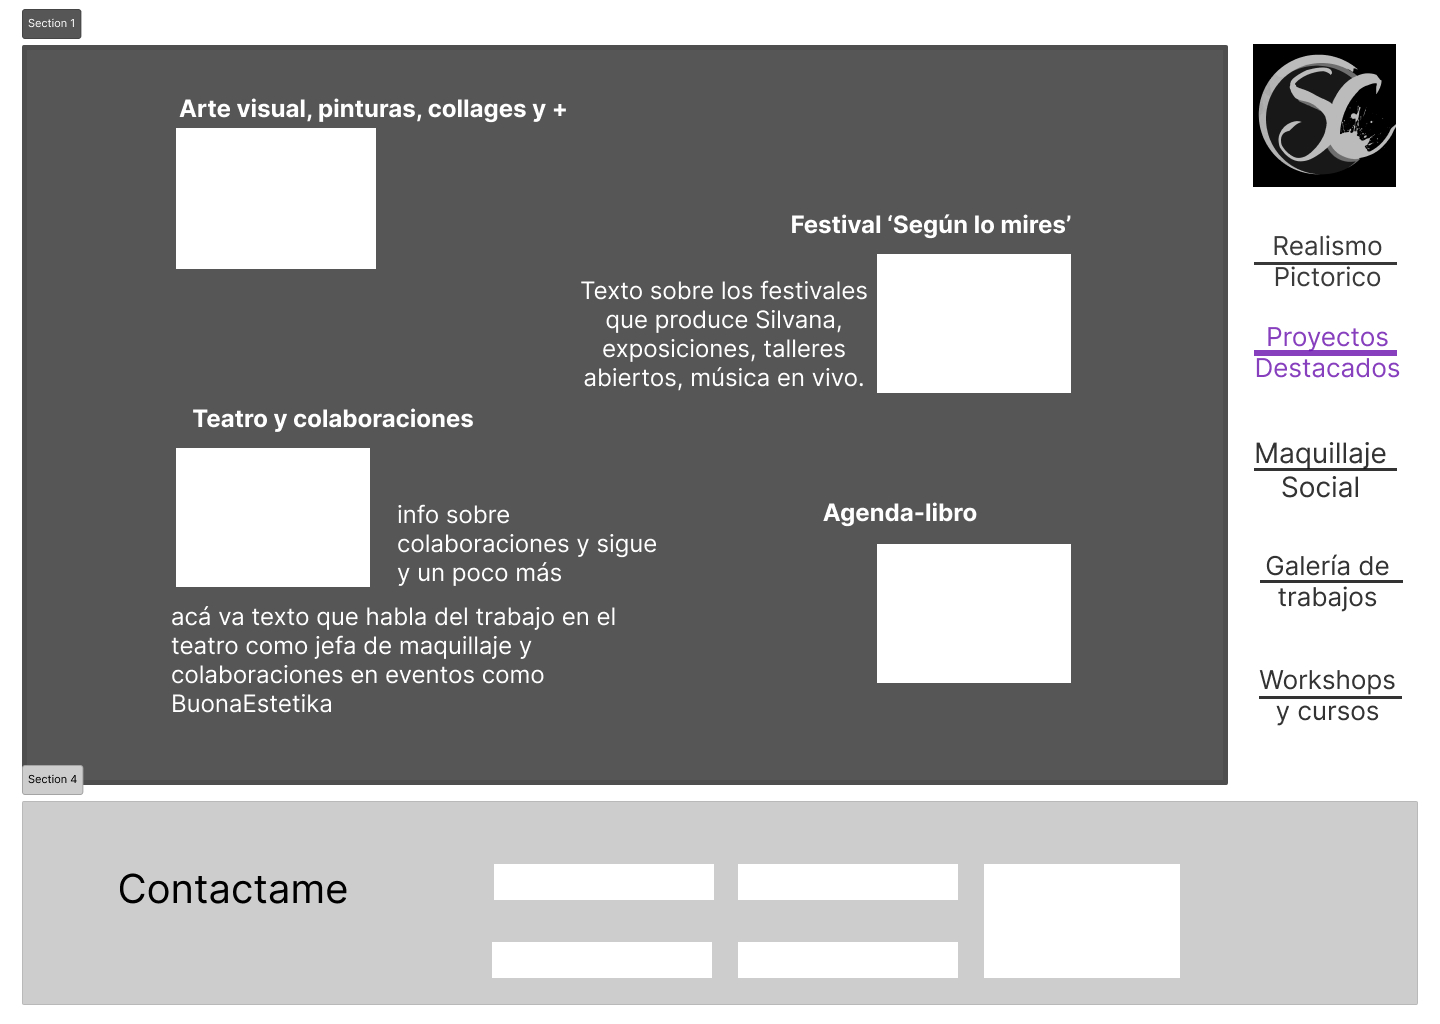 Section 1
Arte visual, pinturas, collages y +
Festival ‘Según lo mires’
Texto sobre los festivales
que produce Silvana,
exposiciones, talleres
abiertos, música en vivo.
Teatro y colaboraciones
info sobre
colaboraciones y sigue
y un poco más
acá va texto que habla del trabajo en el
teatro como jefa de maquillaje y
colaboraciones en eventos como
BuonaEstetika
Agenda-libro
SC
Realismo
Pictorico
Proyectos
Destacados
Maquillaje
Social
Galería de
trabajos
Workshops
y cursos
Section 4
Contactame